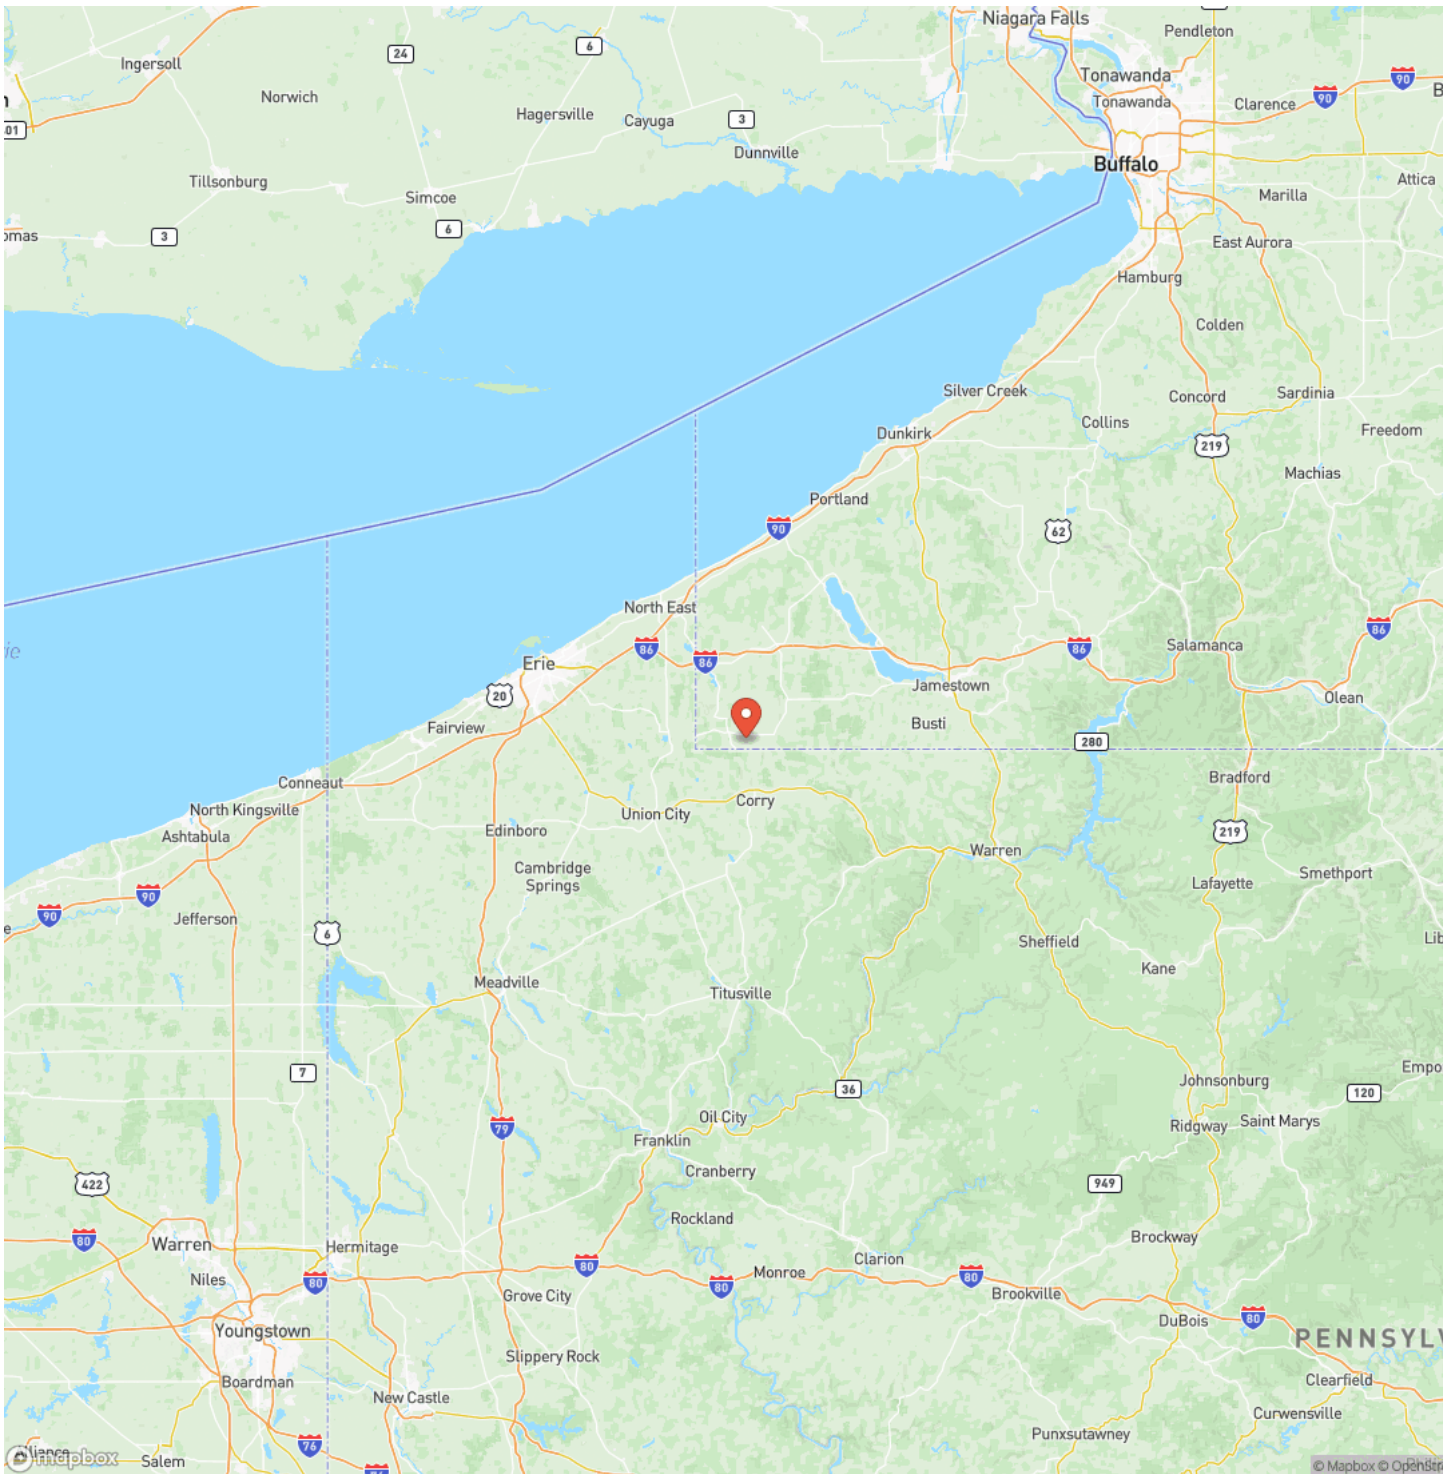 Niagara Falls
Pendleton
6
24
Ingersoll
Tonawanda
90
Norwich
Tonawanda
90
Clarence
Hagersville
Cayuga
3
Dunnville
Buffalo
Attica
Tillsonburg
Simcoe
Marilla
6
3
East Aurora
Hamburg
Colden
Silver Creek
Concord
Sardinia
Collins
Dunkirk
Freedom
219
Machias
Portland
90
62
North East
86
86
86
86
Salamanca
Erie
20
Jamestown
Olean
Fairview
Busti
280
Conneaut
Bradford
North Kingsville
Corry
Union City
Edinboro
Ashtabula
219
Warren
Cambridge
Springs
Smethport
Lafayette
90
90
Jefferson
6
Sheffield
Kane
Meadville
Titusville
7
Johnsonburg
36
120
Saint Marys
Oil City
79
Ridgway
Franklin
Cranberry
422
949
Rockland
80
Warren
Hermitage
Brockway
Clarion
80
Niles
80
Monroe
80
80
Grove City
Brookville
80
DuBois
Youngstown
PENNSYLV
Slippery Rock
Boardman
Clearfield
New Castle
Curwensville
Punxsutawney
76
Alliance
mapbox
Salem
© Mapbox © OpenStr